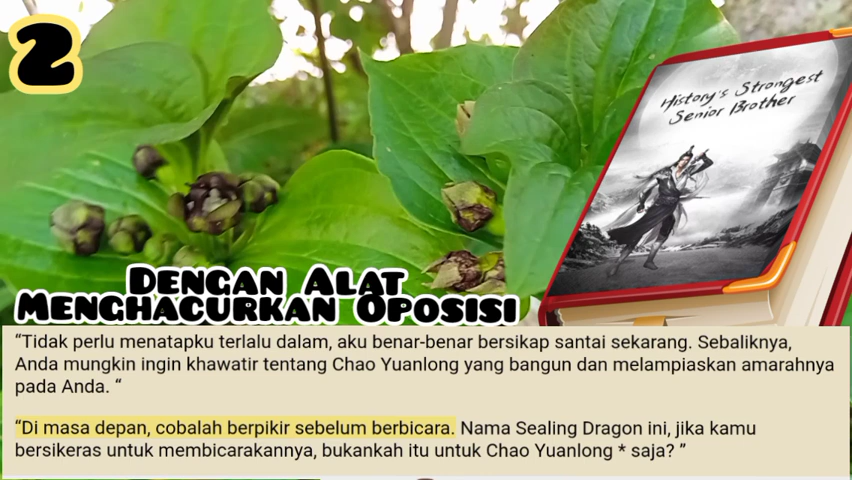 2
History's Strongest
Senior Brother
DENGAN ALAT
MENGHACURKAN OPOSISI
“Tidak perlu menatapku terlalu dalam, aku benar-benar bersikap santai sekarang. Sebaliknya,
Anda mungkin ingin khawatir tentang Chao Yuanlong yang bangun dan melampiaskan amarahnya
pada Anda. “
“Di masa depan, cobalah berpikir sebelum berbicara. Nama Sealing Dragon ini, jika kamu
bersikeras untuk membicarakannya, bukankah itu untuk Chao Yuanlong * saja? ”